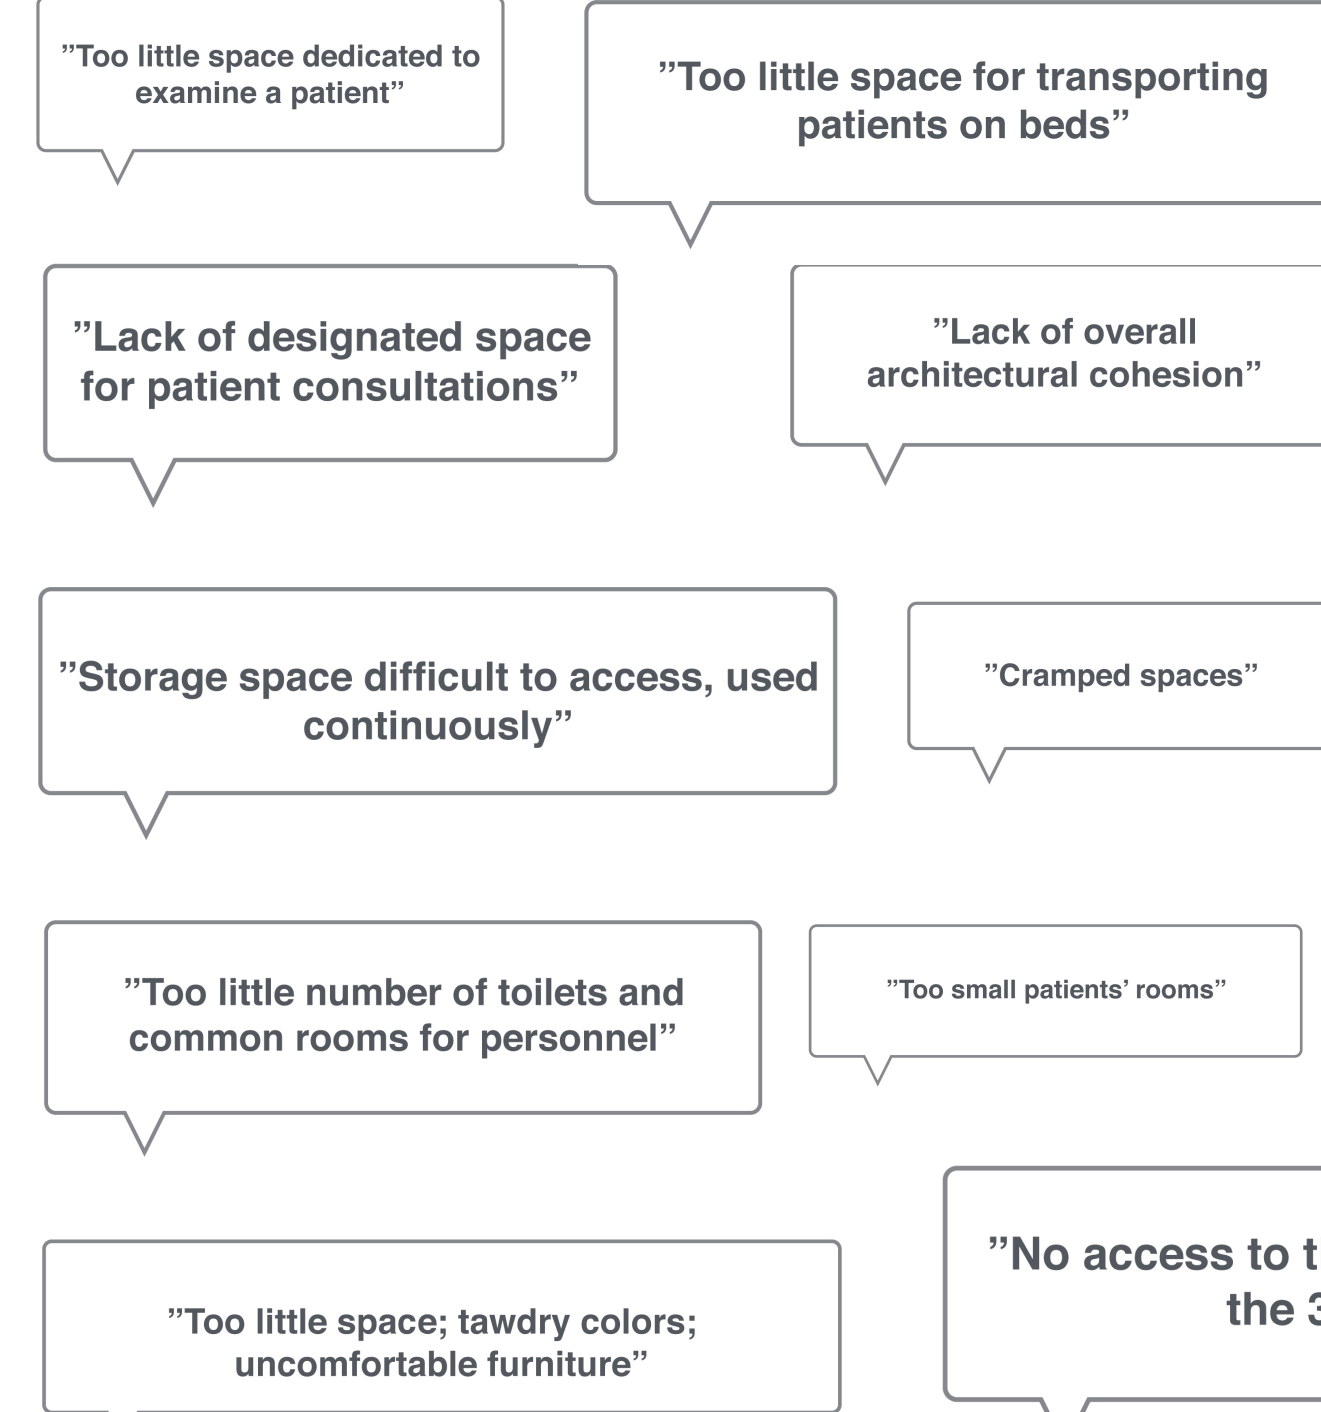 ”Too little space dedicated to
examine a patient”
”Too little space for transporting
patients on beds”
”Lack of designated space
for patient consultations”
”Lack of overall
architectural cohesion”
”Storage space difficult to access, used
continuously”
”Cramped spaces”
”Too little number of toilets and
common rooms for personnel”
”Too small patients’ rooms”
”Too little space; tawdry colors;
uncomfortable furniture”
”No access to
the